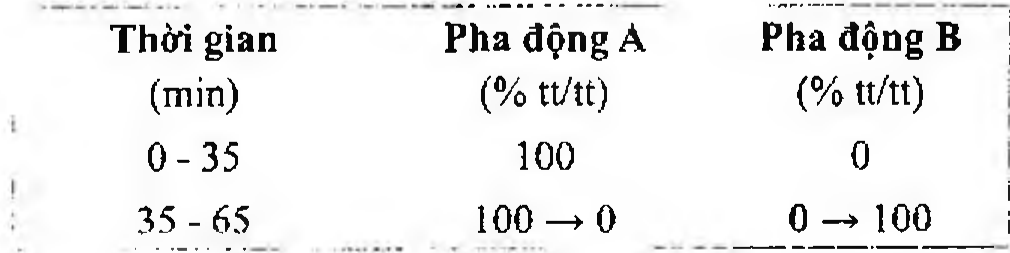 Thời gian Pha động A Pha động B
(min) (% tt/tt) (% tt/tt)
0 - 35 100 0
35 - 65 100 → 0 0 → 100